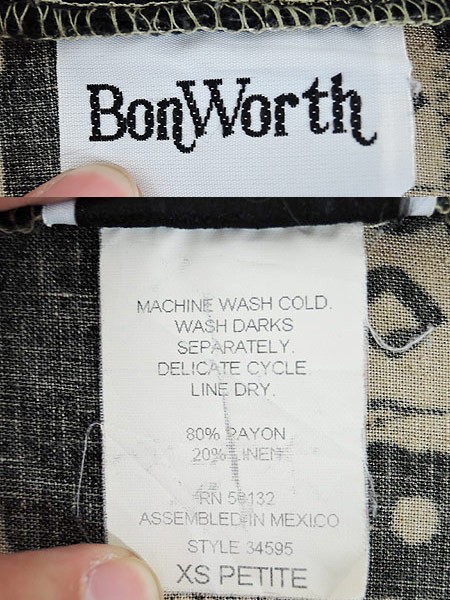 BonWorth
MACHINE WASH COLD.
WASH DARKS
SEPARATELY.
DELICATE CYCLE
LINE DRY.
80% RAYON
20% LINEN
RN
ASSEMBLED IN MEXICO
STYLE 34595
XS PETITE